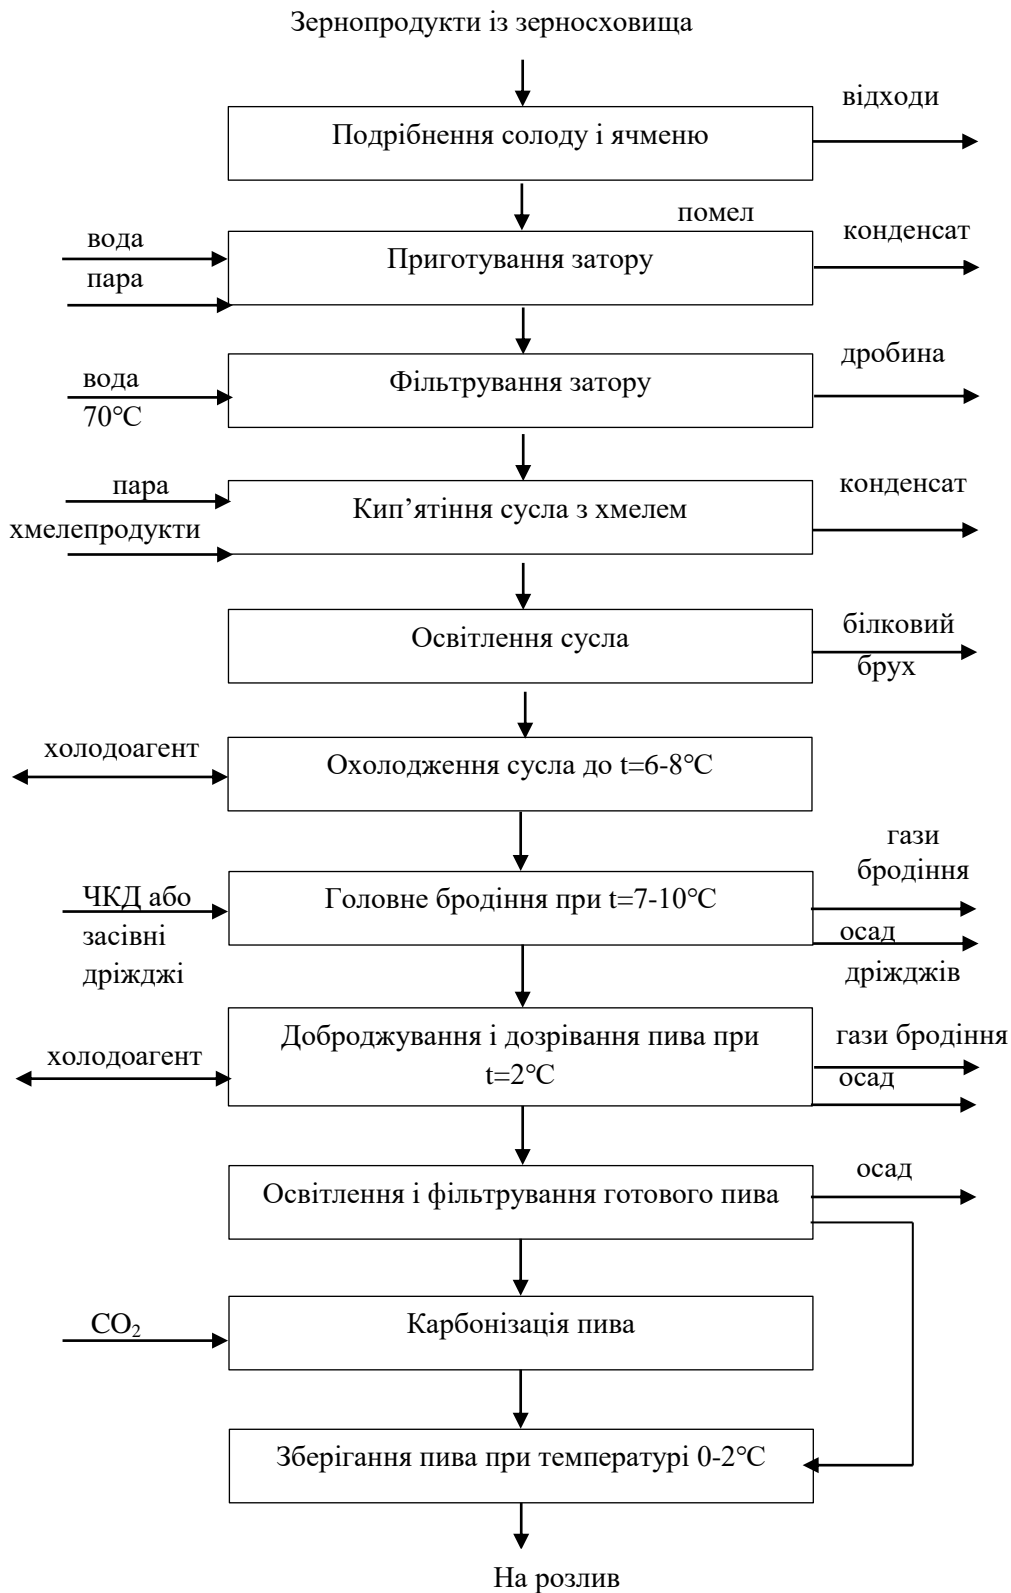 Зернопродукти із зерносховища
відходи
Подрібнення солоду і ячменю
помел
вода
конденсат
Приготування затору
пара
дробина
вода
Фільтрування затору
70°С
пара
конденсат
Кип’ятіння сусла з хмелем
хмелепродукти
білковий
Освітлення сусла
брух
холодоагент
Охолодження сусла до t=6-8°С
гази
бродіння
ЧКД або
Головне бродіння при t=7-10°С
засівні
осад
дріжджі
дріжджів
Доброджування і дозрівання пива при
гази бродіння
холодоагент
t=2°С
осад
осад
Освітлення і фільтрування готового пива
СО₂
Карбонізація пива
Зберігання пива при температурі 0-2°С
На розлив